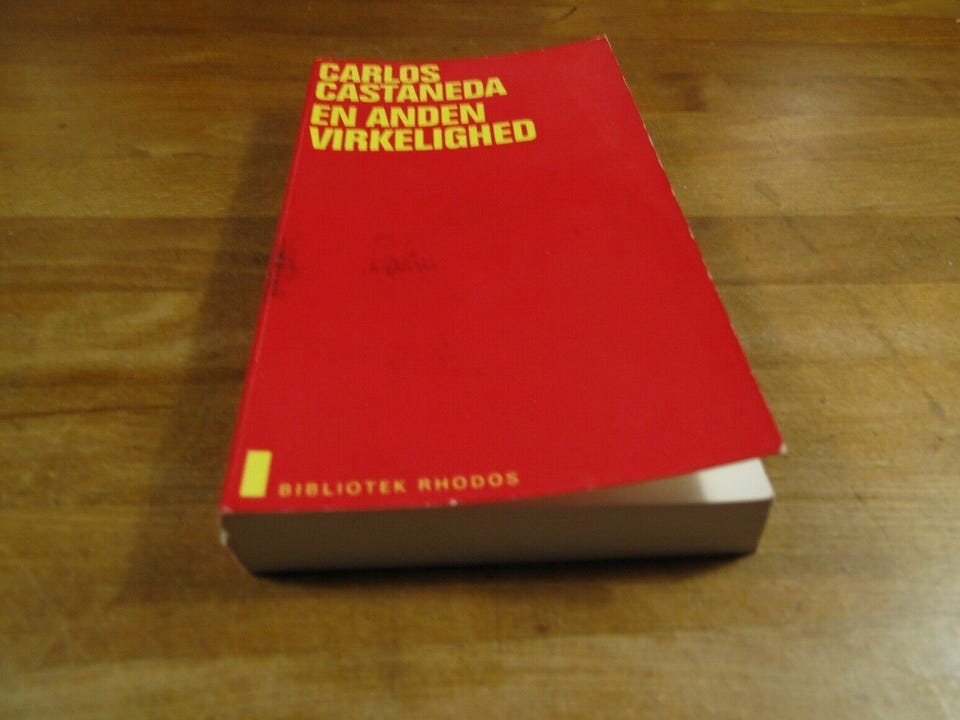 CARLOS
CASTANEDA
EN ANDEN
VIRKELIGHED
BIBLIOTEK RHODOS